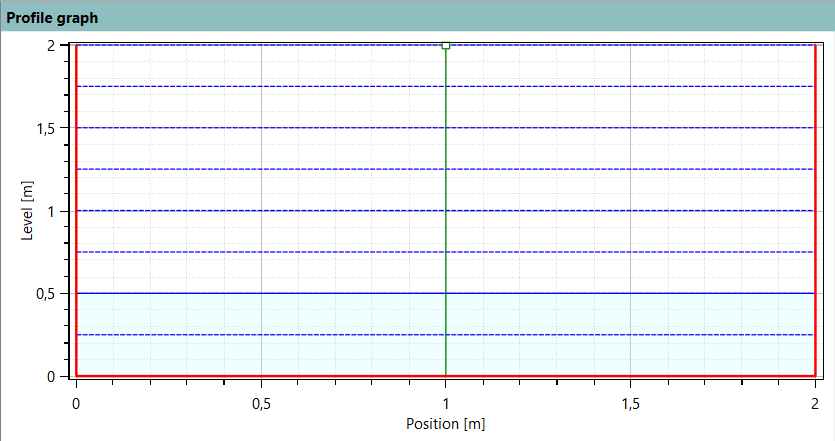 Profile graph
2
1,5
1
0,5
0
Level [m]
0 0,5 1 1,5 2
Position [m]